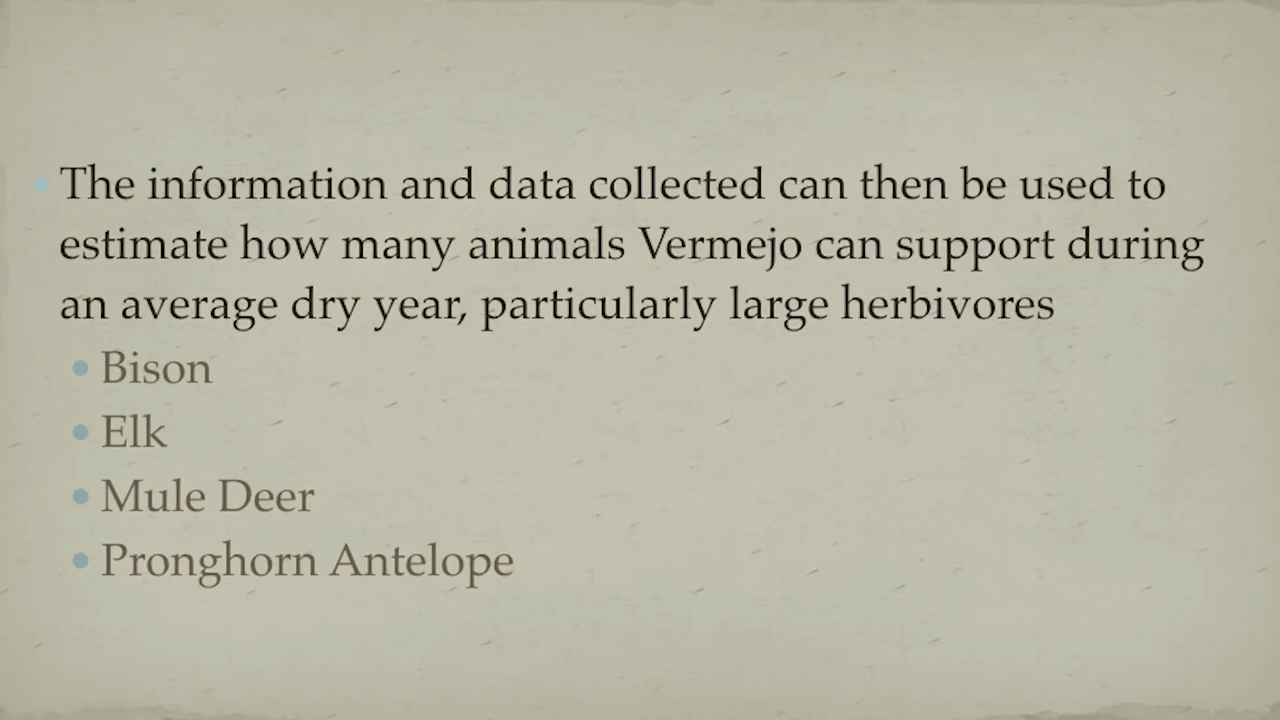 • The information and data collected can then be used to
estimate how many animals Vermejo can support during
an average dry year, particularly large herbivores
• Bison
• Elk
• Mule Deer
• Pronghorn Antelope